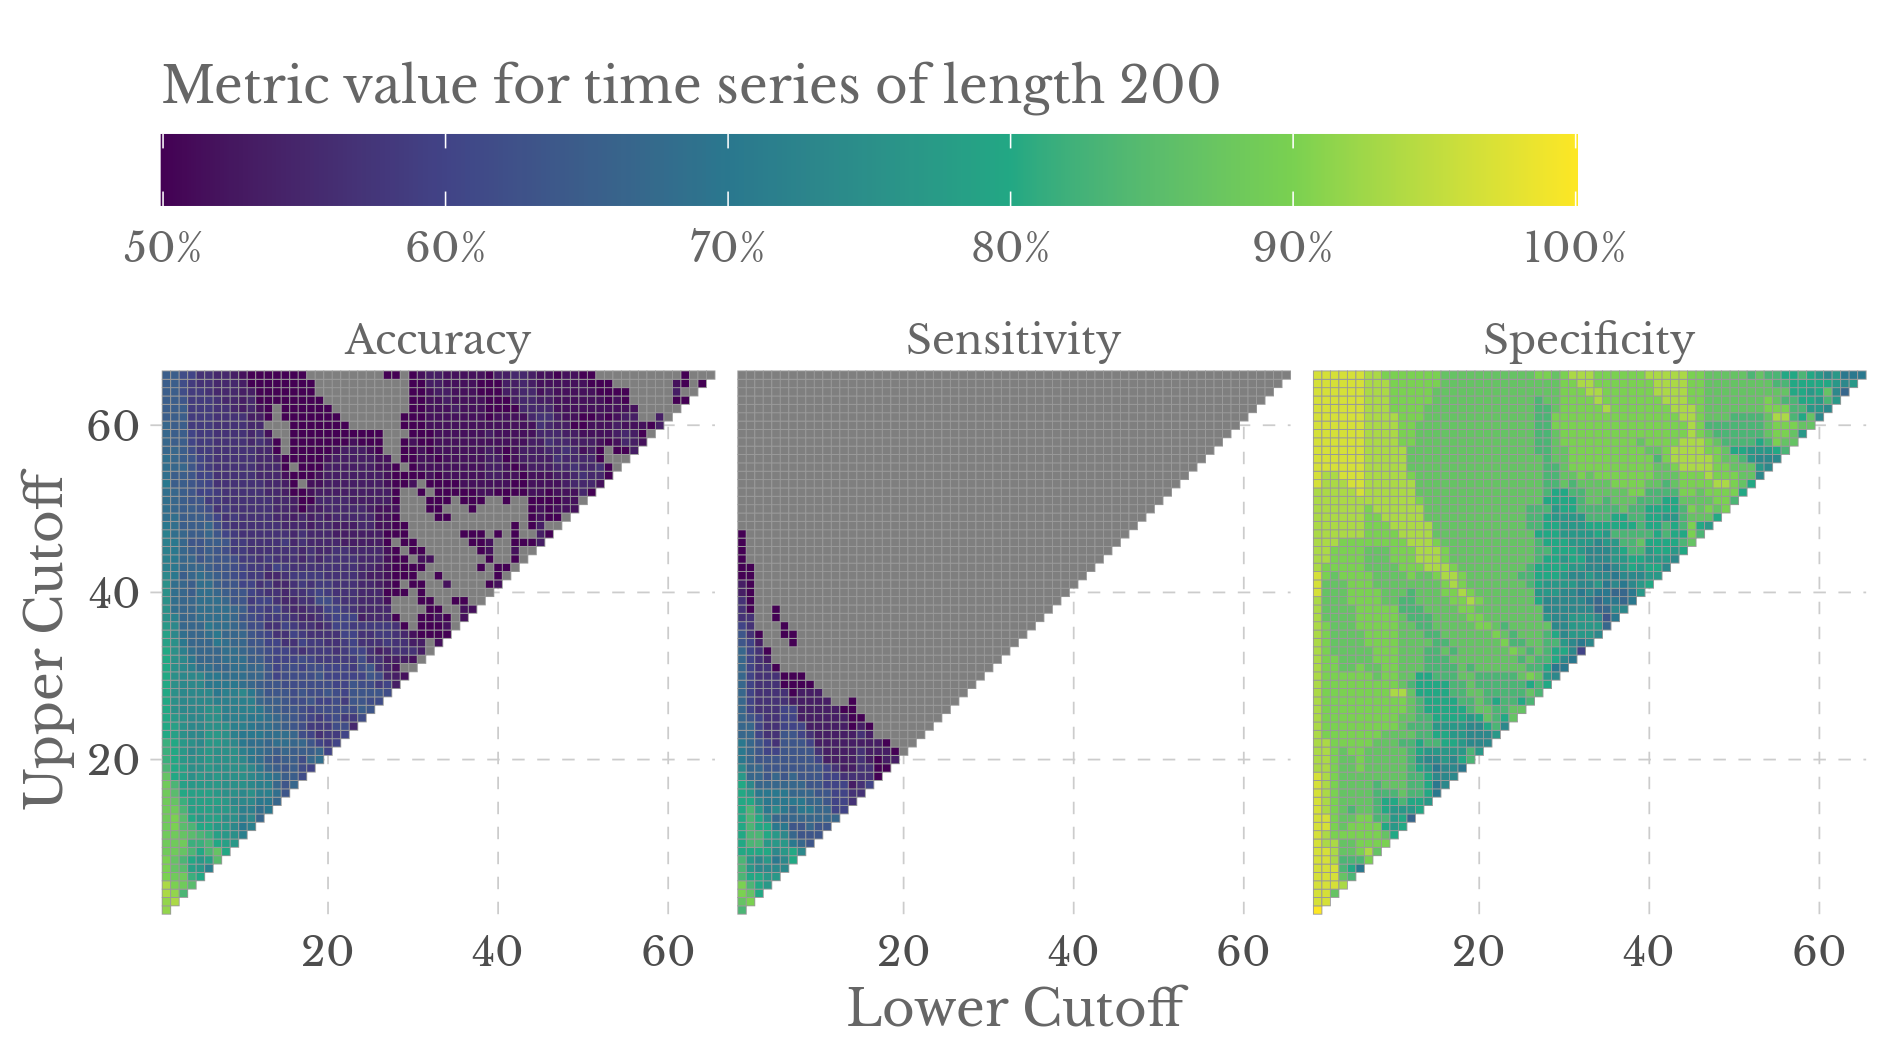 Metric value for time series of length 200
50% 60% 70% 80% 90% 100%
Accuracy Sensitivity Specificity
Upper Cutoff
60
40
20
20 40 60 20 40 60 20 40 60
Lower Cutoff